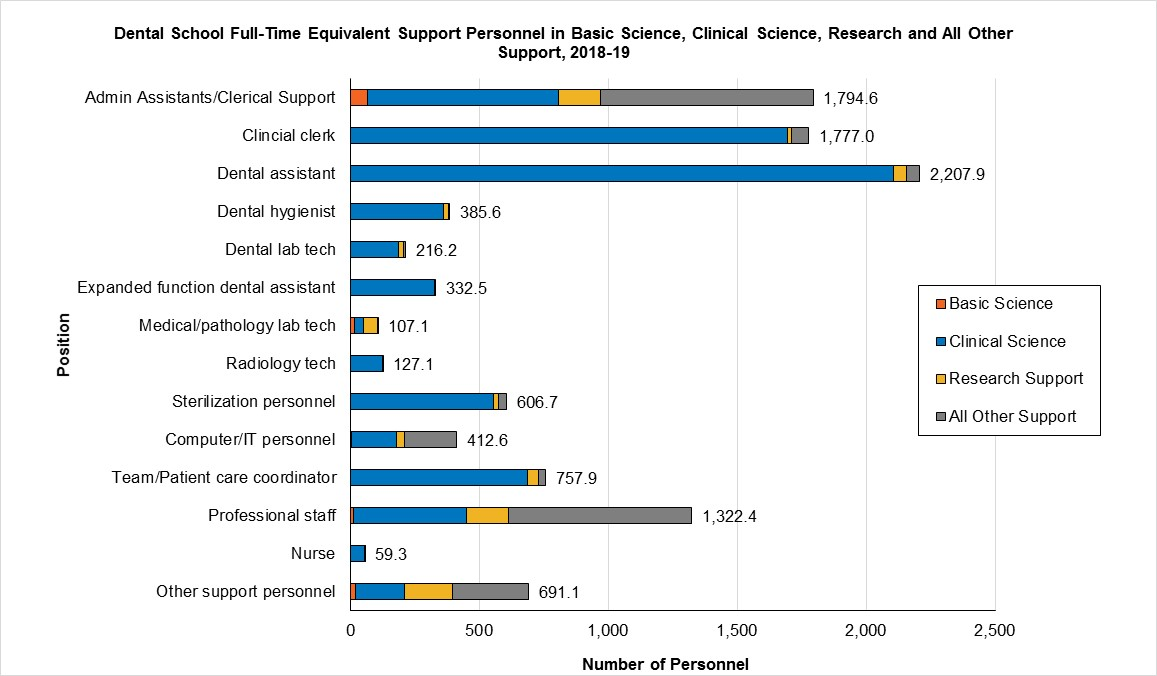 Dental School Full-Time Equivalent Support Personnel in Basic Science, Clinical Science, Research and All Other
Support, 2018-19
Admin Assistants/Clerical Support 1,794.6
Clincial clerk 1,777.0
Dental assistant 2,207.9
Dental hygienist 385.6
Dental lab tech 216.2
Expanded function dental assistant 332.5
Medical/pathology lab tech 107.1
Radiology tech 127.1
Sterilization personnel 606.7
Computer/IT personnel 412.6
Team/Patient care coordinator 757.9
Professional staff 1,322.4
Nurse 59.3
Other support personnel 691.1
Position
Basic Science
Clinical Science
Research Support
All Other Support
0 500 1,000 1,500 2,000 2,500
Number of Personnel